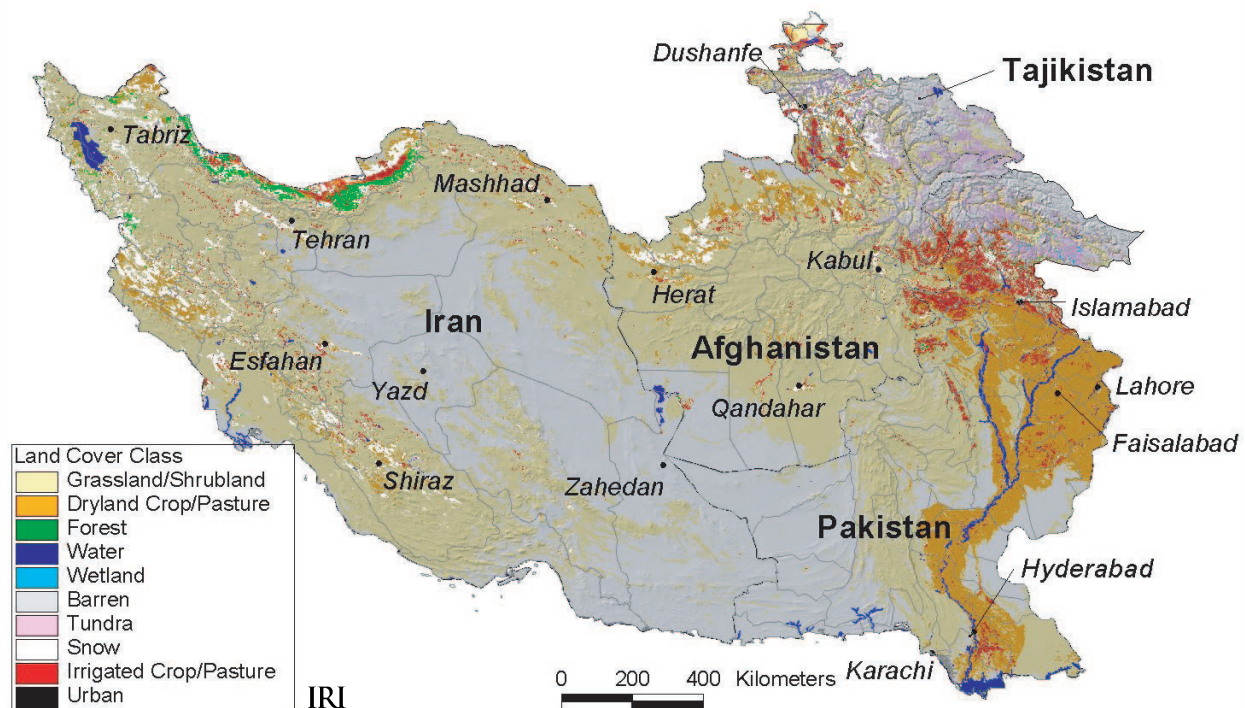 Dushanfe
Tajikistan
Tabriz
Mashhad
Tehran
Kabul
Herat
Islamabad
Iran
Afghanistan
Esfahan
Yazd
Qandahar
Lahore
Faisalabad
Shiraz
Zahedan
Pakistan
Hyderabad
Karachi
Land Cover Class
Grassland/Shrubland
Dryland Crop/Pasture
Forest
Water
Wetland
Barren
Tundra
Snow
Irrigated Crop/Pasture
Urban
IRI
0 200 400 Kilometers